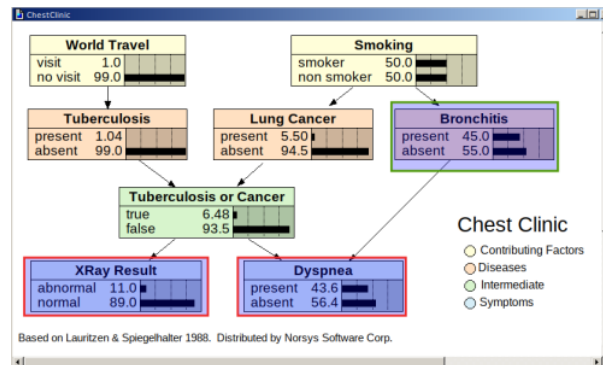 ChestClinic
World Travel
visit 1.0
no visit 99.0
Smoking
smoker 50.0
non smoker 50.0
Tuberculosis
present 1.04
absent 99.0
Lung Cancer
present 5.50
absent 94.5
Bronchitis
present 45.0
absent 55.0
Tuberculosis or Cancer
true 6.48
false 93.5
XRay Result
abnormal 11.0
normal 89.0
Dyspnea
present 43.6
absent 56.4
Chest Clinic
Contributing Factors
Diseases
Intermediate
Symptoms
Based on Lauritzen & Spiegelhalter 1988. Distributed by Norsys Software Corp.